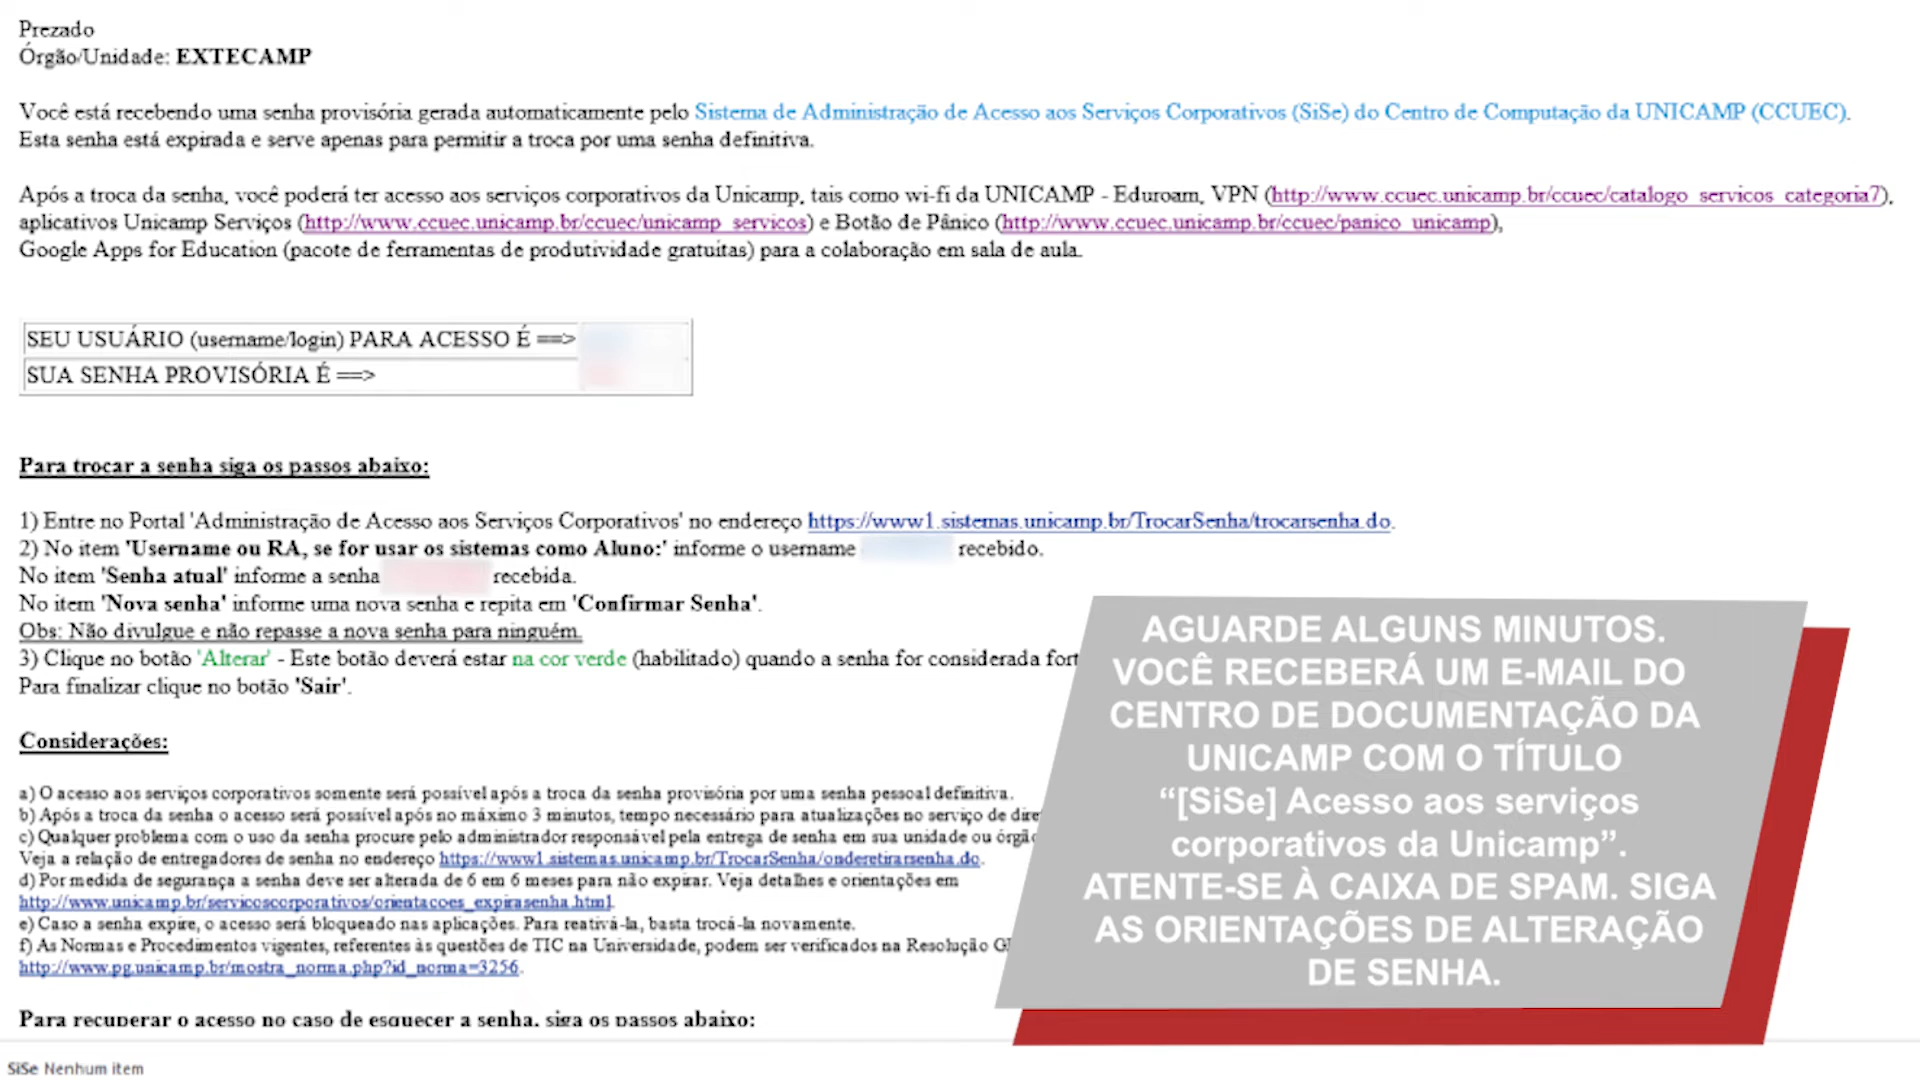 Prezado
Órgão/Unidade: EXTECAMP
Você está recebendo uma senha provisória gerada automaticamente pelo Sistema de Administração de Acesso aos Serviços Corporativos (SiSe) do Centro de Computação da UNICAMP (CCUEC).
Esta senha está expirada e serve apenas para permitir a troca por uma senha definitiva.
Após a troca da senha, você poderá ter acesso aos serviços corporativos da Unicamp, tais como wi-fi da UNICAMP - Eduroam, VPN (http://www.ccuec.unicamp.br/ccuec/catalogo_servicos_categoria7),
aplicativos Unicamp Serviços (http://www.ccuec.unicamp.br/ccuec/unicamp_servicos) e Botão de Pânico (http://www.ccuec.unicamp.br/ccuec/panico_unicamp),
Google Apps for Education (pacote de ferramentas de produtividade gratuitas) para a colaboração em sala de aula.
SEU USUÁRIO (username/login) PARA ACESSO É ==>
SUA SENHA PROVISÓRIA É ==>
Para trocar a senha siga os passos abaixo:
1) Entre no Portal 'Administração de Acesso aos Serviços Corporativos' no endereço https://www1.sistemas.unicamp.br/TrocarSenha/trocarsenha.do.
2) No item 'Username ou RA, se for usar os sistemas como Aluno:' informe o username recebido.
No item 'Senha atual' informe a senha recebida.
No item 'Nova senha' informe uma nova senha e repita em 'Confirmar Senha'.
Obs: Não divulgue e não repasse a nova senha para ninguém.
3) Clique no botão 'Alterar' - Este botão deverá estar na cor verde (habilitado) quando a senha for considerada fort
Para finalizar clique no botão 'Sair'.
Considerações:
a) O acesso aos serviços corporativos somente será possível após a troca da senha provisória por uma senha pessoal definitiva.
b) Após a troca da senha o acesso será possível após no máximo 3 minutos, tempo necessário para atualizações no serviço de dire
c) Qualquer problema com o uso da senha procure pelo administrador responsável pela entrega de senha em sua unidade ou órgão
Veja a relação de entregadores de senha no endereço https://www1.sistemas.unicamp.br/TrocarSenha/onderetirarsenha.do.
d) Por medida de segurança a senha deve ser alterada de 6 em 6 meses para não expirar. Veja detalhes e orientações em
http://www.unicamp.br/servicoscorporativos/orientacoes_expirasenha.html.
e) Caso a senha expire, o acesso será bloqueado nas aplicações. Para reativá-la, basta trocá-la novamente.
f) As Normas e Procedimentos vigentes, referentes às questões de TIC na Universidade, podem ser verificados na Resolução G
http://www.pg.unicamp.br/mostra_norma.php?id_norma=3256.
Para recuperar o acesso no caso de esquecer a senha, siga os passos abaixo:
SiSe Nenhum item
AGUARDE ALGUNS MINUTOS.
VOCÊ RECEBERÁ UM E-MAIL DO
CENTRO DE DOCUMENTAÇÃO DA
UNICAMP COM O TÍTULO
“[SiSe] Acesso aos serviços
corporativos da Unicamp”.
ATENTE-SE À CAIXA DE SPAM. SIGA
AS ORIENTAÇÕES DE ALTERAÇÃO
DE SENHA.